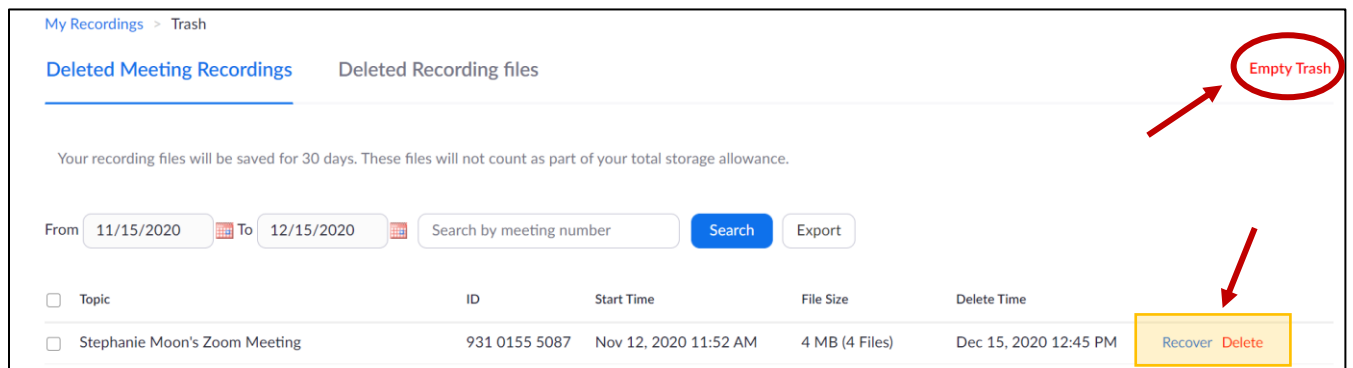 My Recordings > Trash
Deleted Meeting Recordings Deleted Recording files Empty Trash
Your recording files will be saved for 30 days. These files will not count as part of your total storage allowance.
From 11/15/2020 To 12/15/2020 Search by meeting number Search Export
Topic ID Start Time File Size Delete Time
Stephanie Moon's Zoom Meeting 931 0155 5087 Nov 12, 2020 11:52 AM 4 MB (4 Files) Dec 15, 2020 12:45 PM Recover Delete